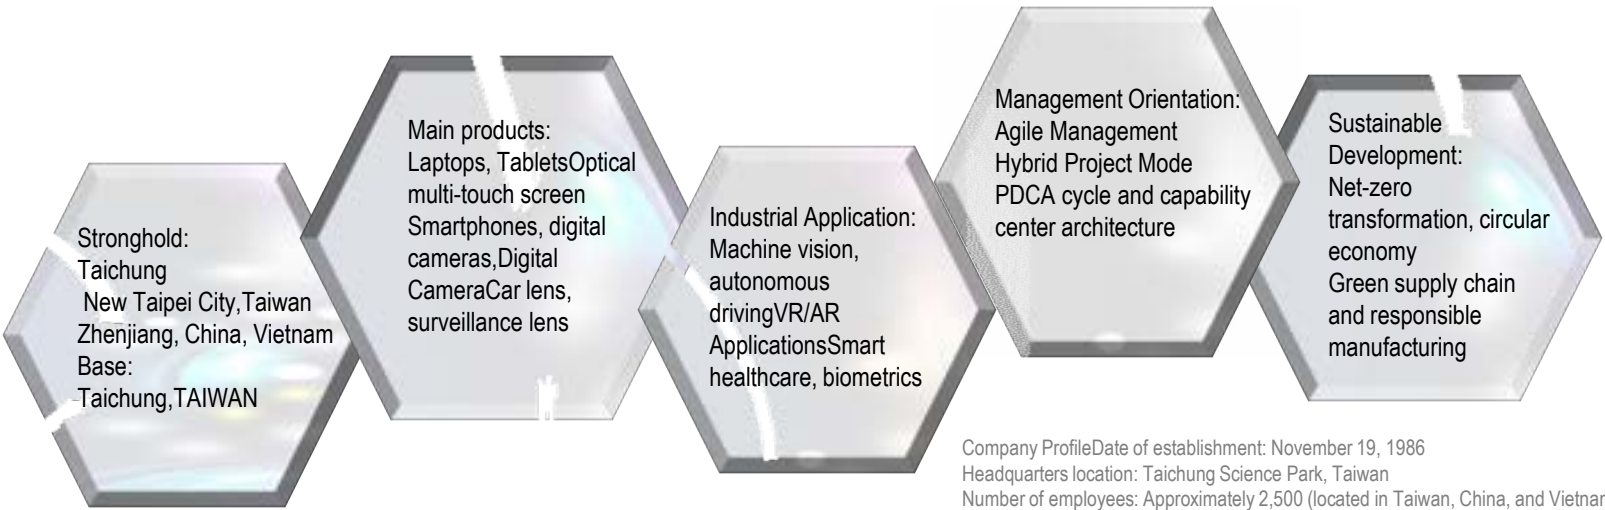 Stronghold:
Taichung
New Taipei City,Taiwan
Zhenjiang, China, Vietnam
Base:
Taichung,TAIWAN
Main products:
Laptops, TabletsOptical
multi-touch screen
Smartphones, digital
cameras,Digital
CameraCar lens,
surveillance lens
Industrial Application:
Machine vision,
autonomous
drivingVR/AR
ApplicationsSmart
healthcare, biometrics
Management Orientation:
Agile Management
Hybrid Project Mode
PDCA cycle and capability
center architecture
Sustainable
Development:
Net-zero
transformation, circular
economy
Green supply chain
and responsible
manufacturing
Company ProfileDate of establishment: November 19, 1986
Headquarters location: Taichung Science Park, Taiwan
Number of employees: Approximately 2,500 (located in Taiwan, China, and